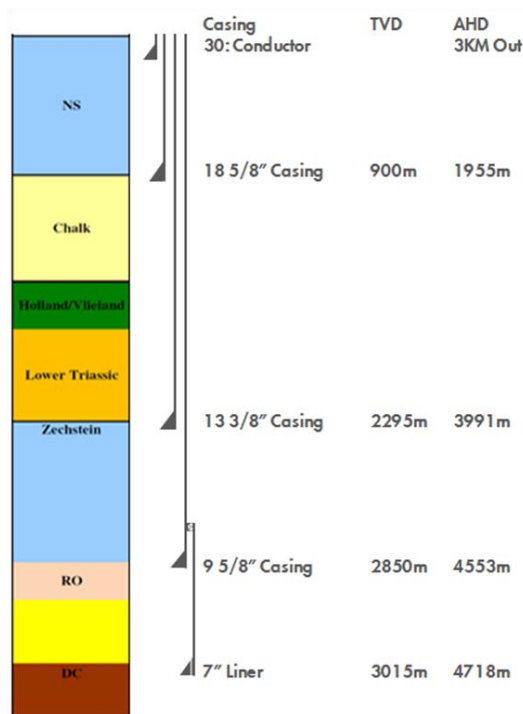 Casing TVD AHD
30: Conductor 3KM Out
NS
18 5/8" Casing 900m 1955m
Chalk
Holland/Vlieland
Lower Triassic
13 3/8" Casing 2295m 3991m
Zechstein
9 5/8" Casing 2850m 4553m
RO
7" Liner 3015m 4718m
DC